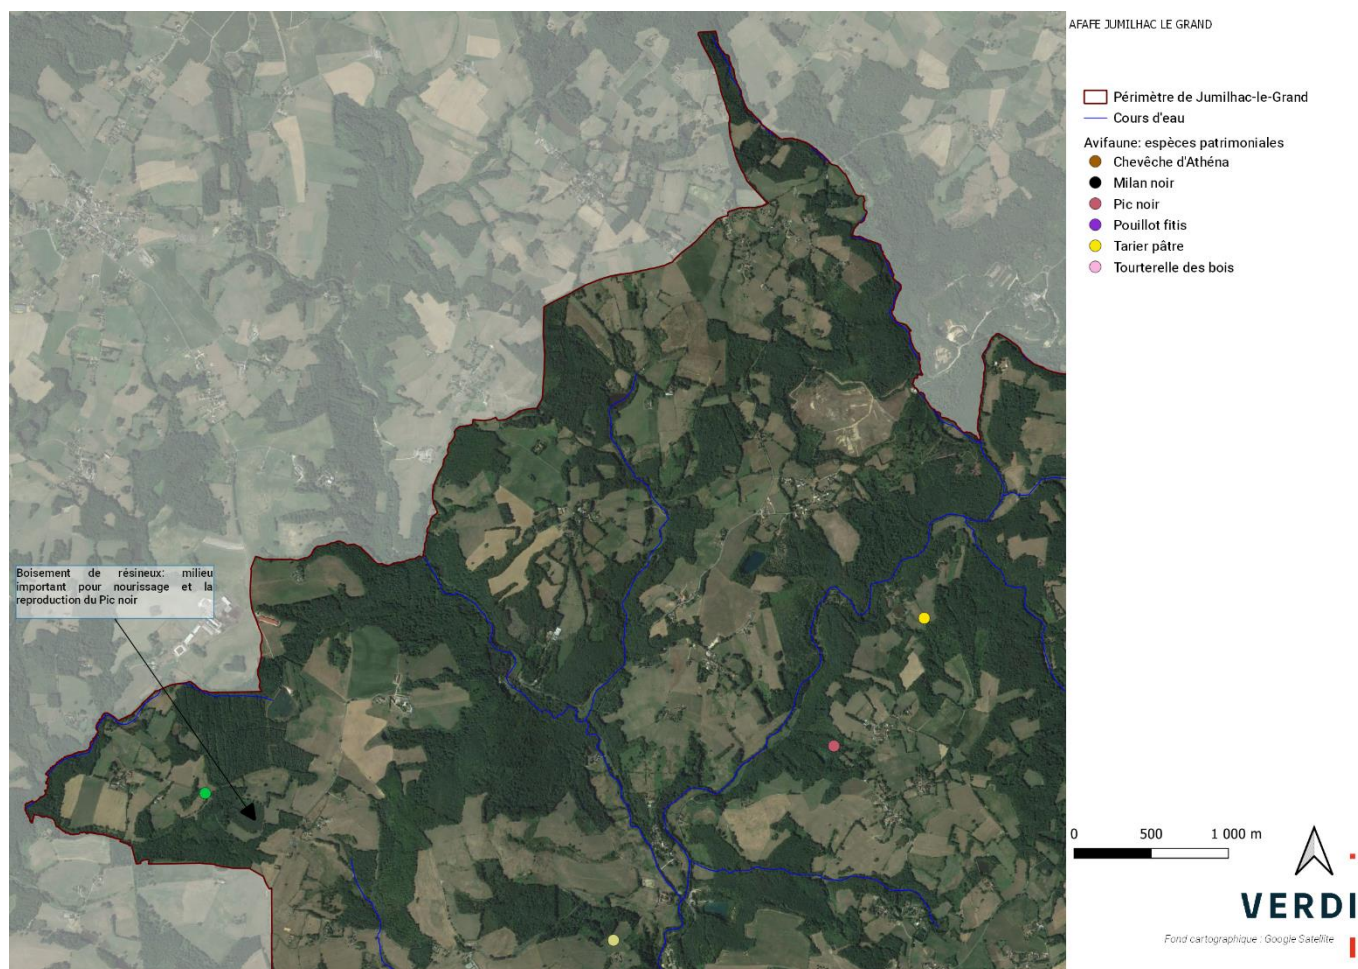 AFAFE JUMILHAC LE GRAND
Périmètre de Jumilhac-le-Grand
Cours d'eau
Avifaune: espèces patrimoniales
Chevêche d'Athéna
Milan noir
Pic noir
Pouillot fitis
Tarier pâtre
Tourterelle des bois
Boisement de résineux: milieu
important pour nourissage et la
reproduction du Pic noir
0 500 1 000 m
VERDI
Fond cartographique : Google Satellite